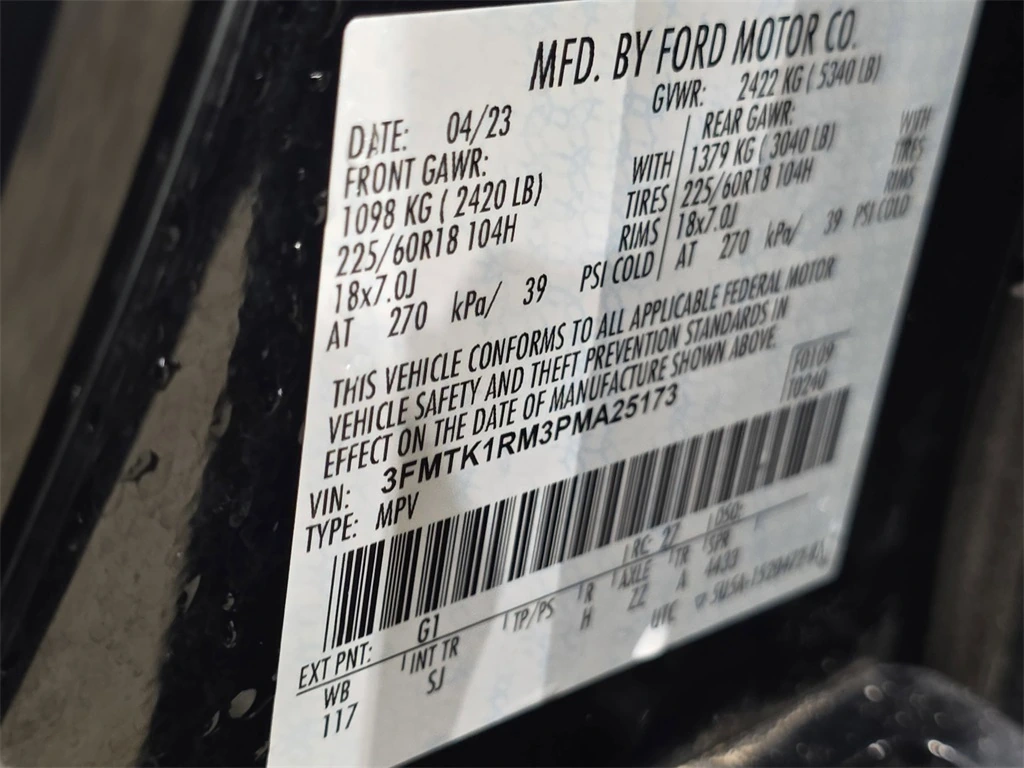 MFD. BY FORD MOTOR CO.
DATE: 04/23 GVWR: 2422 KG ( 5340 LB)
FRONT GAWR: REAR GAWR:
1098 KG ( 2420 LB) WITH 1379 KG ( 3040 LB) WITH
225/60R18 104H TIRES 225/60R18 104H TIRES
18x7.0J RIMS 18x7.0J RIMS
AT 270 kPa/ 39 PSI COLD AT 270 kPa/ 39 PSI COLD
THIS VEHICLE CONFORMS TO ALL APPLICABLE FEDERAL MOTOR
VEHICLE SAFETY AND THEFT PREVENTION STANDARDS IN
EFFECT ON THE DATE OF MANUFACTURE SHOWN ABOVE.
VIN: 3FMTK1RM3PMA25173 F0109
TYPE: MPV T0240
EXT PNT: G1 RC: 27 DSO:
WB INT TR TP/PS R AXLE TR SPR
117 SJ H ZZ A 4433
UTC